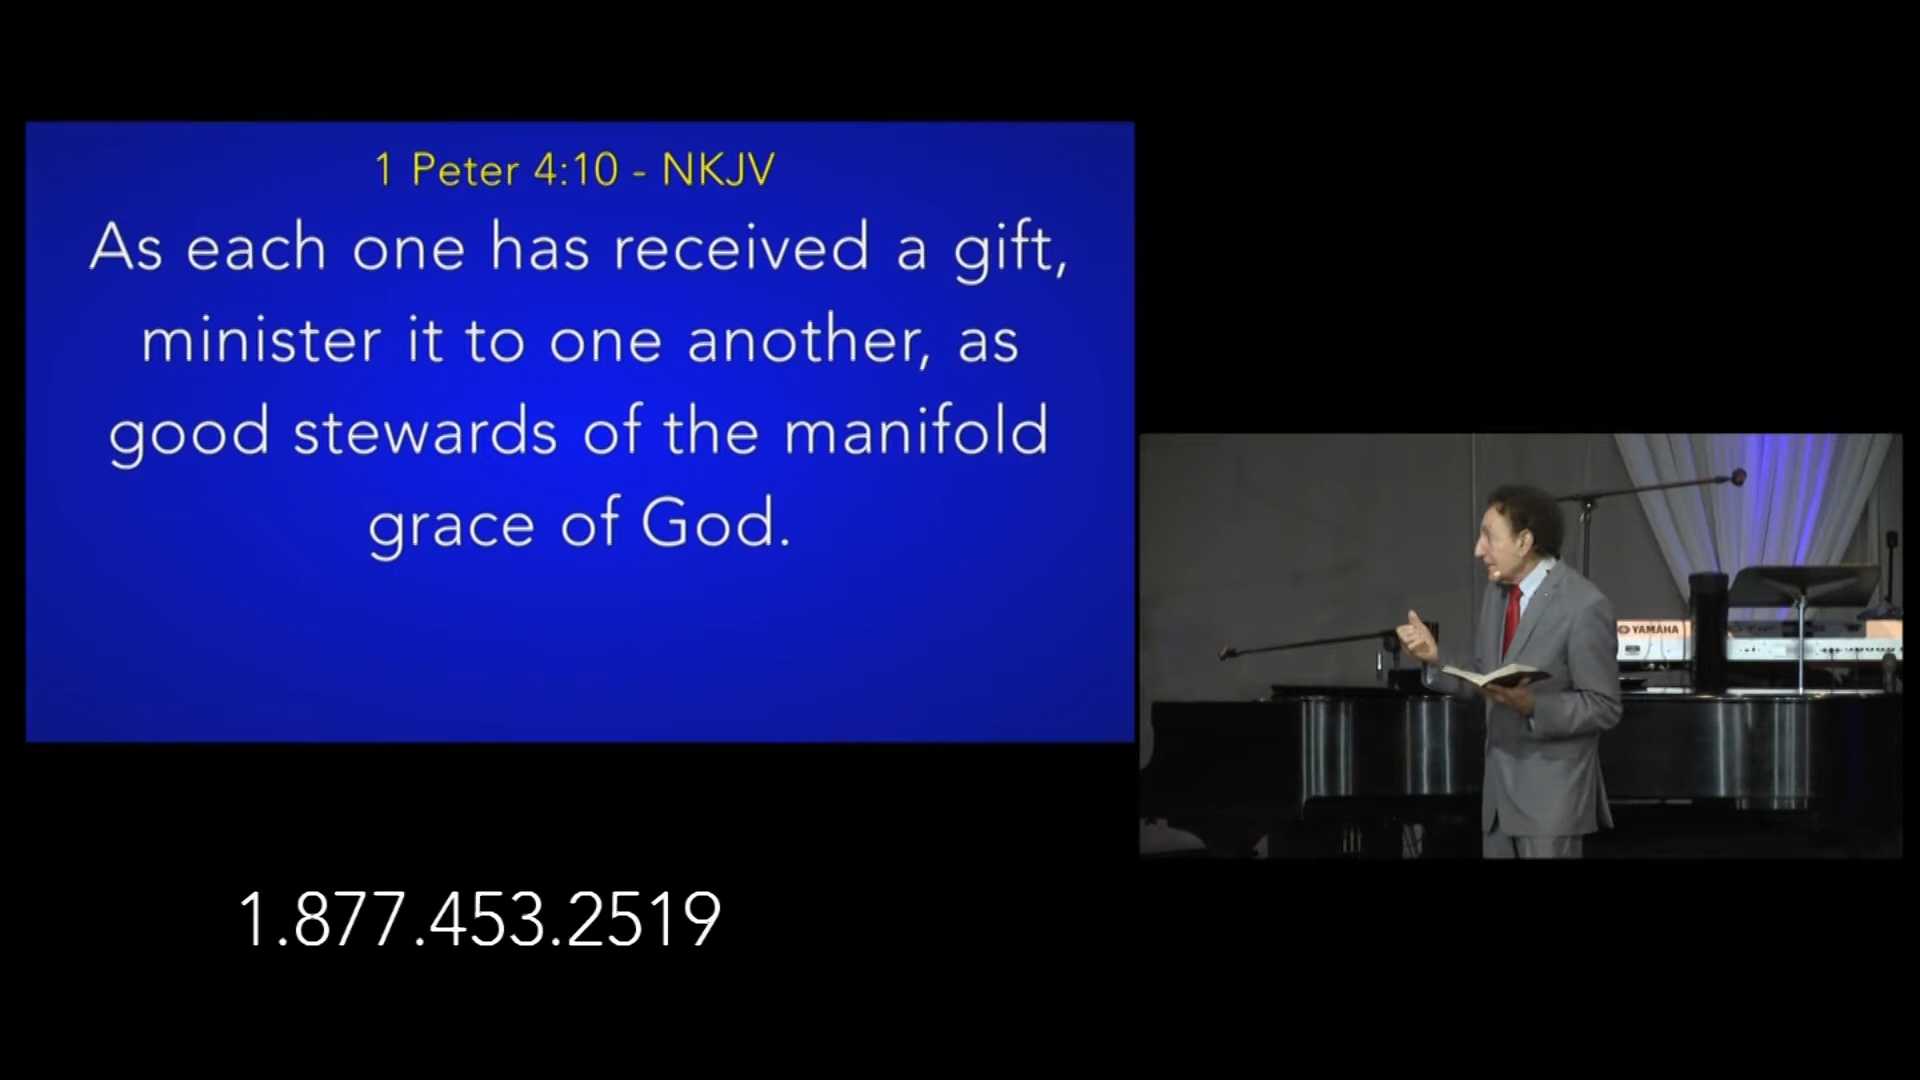 1 Peter 4:10 - NKJV
As each one has received a gift,
minister it to one another, as
good stewards of the manifold
grace of God.
YAMAHA
1.877.453.2519